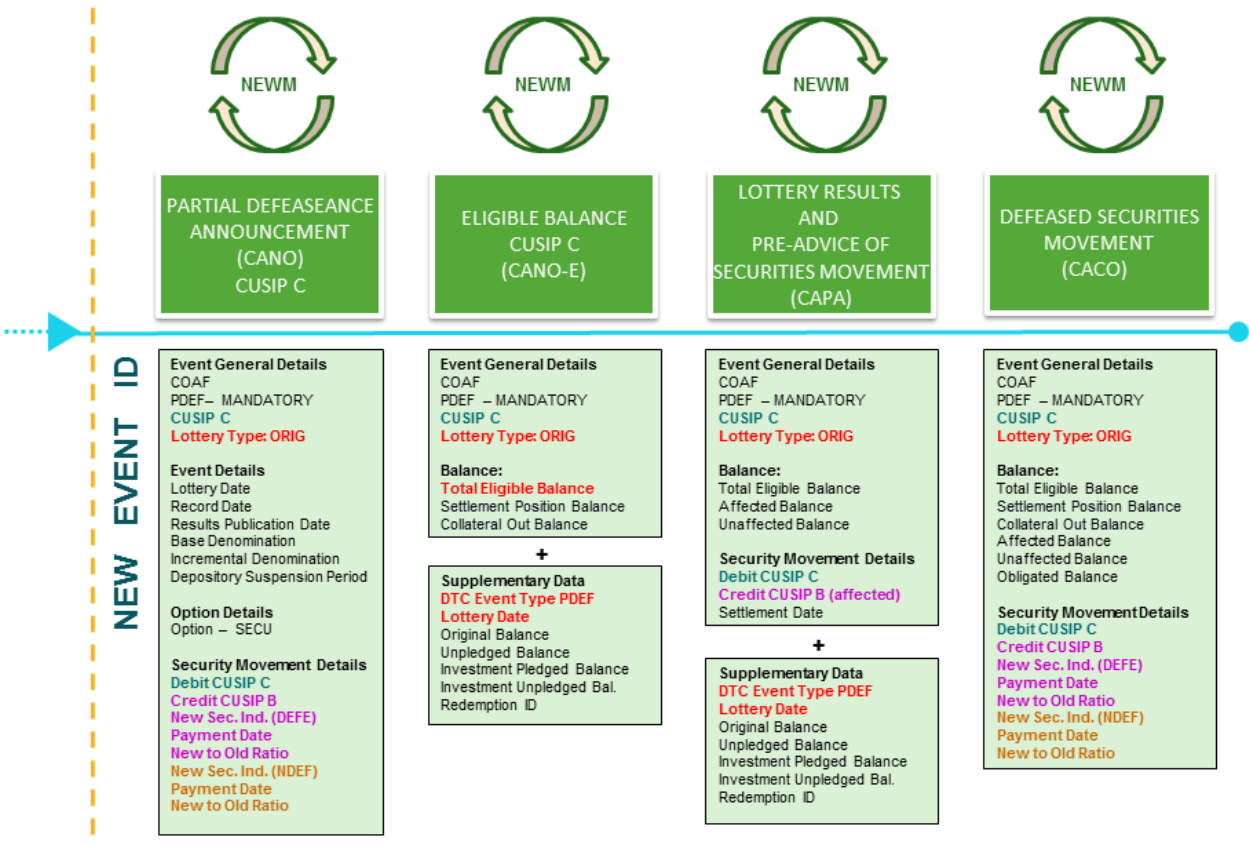 NEWM
NEWM
NEWM
NEWM
PARTIAL DEFEASEANCE
ANNOUNCEMENT
(CANO)
CUSIP C
ELIGIBLE BALANCE
CUSIP C
(CANO-E)
LOTTERY RESULTS
AND
PRE-ADVICE OF
SECURITIES MOVEMENT
(CAPA)
DEFEASED SECURITIES
MOVEMENT
(CACO)
NEW EVENT ID
Event General Details
COAF
PDEF– MANDATORY
CUSIP C
Lottery Type: ORIG
Event Details
Lottery Date
Record Date
Results Publication Date
Base Denomination
Incremental Denomination
Depository Suspension Period
Option Details
Option – SECU
Security Movement Details
Debit CUSIP C
Credit CUSIP B
New Sec. Ind. (DEFE)
Payment Date
New to Old Ratio
New Sec. Ind. (NDEF)
Payment Date
New to Old Ratio
Event General Details
COAF
PDEF – MANDATORY
CUSIP C
Lottery Type: ORIG
Balance:
Total Eligible Balance
Settlement Position Balance
Collateral Out Balance
+
Supplementary Data
DTC Event Type PDEF
Lottery Date
Original Balance
Unpledged Balance
Investment Pledged Balance
Investment Unpledged Bal.
Redemption ID
Event General Details
COAF
PDEF – MANDATORY
CUSIP C
Lottery Type: ORIG
Balance:
Total Eligible Balance
Affected Balance
Unaffected Balance
Security Movement Details
Debit CUSIP C
Credit CUSIP B (affected)
Settlement Date
+
Supplementary Data
DTC Event Type PDEF
Lottery Date
Original Balance
Unpledged Balance
Investment Pledged Balance
Investment Unpledged Bal.
Redemption ID
Event General Details
COAF
PDEF – MANDATORY
CUSIP C
Lottery Type: ORIG
Balance:
Total Eligible Balance
Settlement Position Balance
Collateral Out Balance
Affected Balance
Unaffected Balance
Obligated Balance
Security Movement Details
Debit CUSIP C
Credit CUSIP B
New Sec. Ind. (DEFE)
Payment Date
New to Old Ratio
New Sec. Ind. (NDEF)
Payment Date
New to Old Ratio